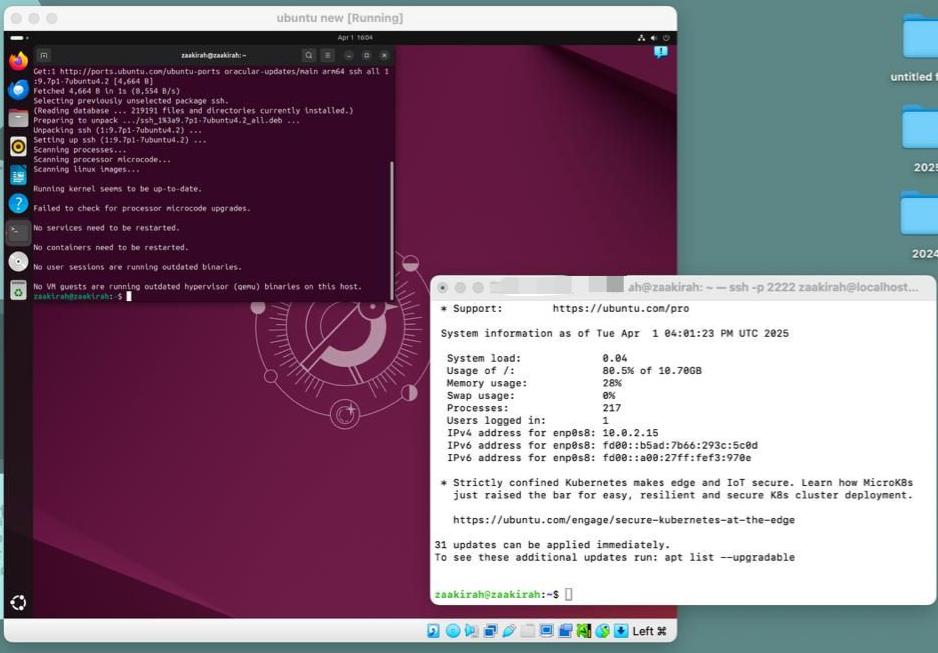 ubuntu new [Running]
Apr 1 16:04
zaakirah@zaakirah: ~
Get:1 http://ports.ubuntu.com/ubuntu-ports oracular-updates/main arm64 ssh all 1
:9.7p1-7ubuntu4.2 [4,664 B]
Fetched 4,664 B in 1s (8,554 B/s)
Selecting previously unselected package ssh.
(Reading database ... 219191 files and directories currently installed.)
Preparing to unpack .../ssh_1%3a9.7p1-7ubuntu4.2_all.deb ...
Unpacking ssh (1:9.7p1-7ubuntu4.2) ...
Setting up ssh (1:9.7p1-7ubuntu4.2) ...
Scanning processes...
Scanning processor microcode...
Scanning linux images...
Running kernel seems to be up-to-date.
Failed to check for processor microcode upgrades.
No services need to be restarted.
No containers need to be restarted.
No user sessions are running outdated binaries.
No VM guests are running outdated hypervisor (qemu) binaries on this host.
zaakirah@zaakirah:~$
untitled f
2025
2024
ah@zaakirah: ~ — ssh -p 2222 zaakirah@localhost...
* Support: https://ubuntu.com/pro
System information as of Tue Apr 1 04:01:23 PM UTC 2025
System load: 0.04
Usage of /: 80.5% of 10.70GB
Memory usage: 28%
Swap usage: 0%
Processes: 217
Users logged in: 1
IPv4 address for enp0s8: 10.0.2.15
IPv6 address for enp0s8: fd00::b5ad:7b66:293c:5c0d
IPv6 address for enp0s8: fd00::a00:27ff:fef3:970e
* Strictly confined Kubernetes makes edge and IoT secure. Learn how MicroK8s
just raised the bar for easy, resilient and secure K8s cluster deployment.
https://ubuntu.com/engage/secure-kubernetes-at-the-edge
31 updates can be applied immediately.
To see these additional updates run: apt list --upgradable
zaakirah@zaakirah:~$
Left ⌘